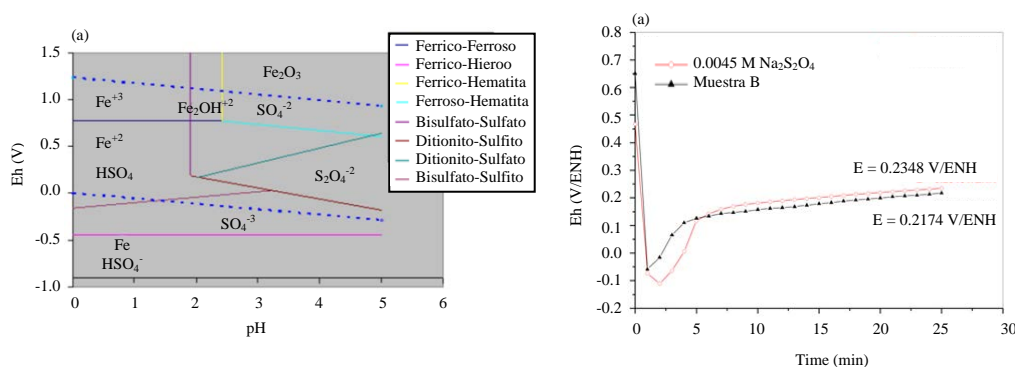 (a)
1.5
1.0
0.5
0.0
-0.5
-1.0
Eh (V)
0
1
2
3
4
5
6
pH
Fe₂O₃
Fe⁺³
Fe₂OH⁺²
SO₄⁻²
Fe⁺²
HSO₄
S₂O₄⁻²
SO₄⁻³
Fe
HSO₄⁻
Ferrico-Ferroso
Ferrico-Hieroo
Ferrico-Hematita
Ferroso-Hematita
Bisulfato-Sulfato
Ditionito-Sulfito
Ditionito-Sulfato
Bisulfato-Sulfito
(a)
0.8
0.7
0.6
0.5
0.4
0.3
0.2
0.1
-0.0
-0.1
-0.2
Eh (V/ENH)
0.0045 M Na₂S₂O₄
Muestra B
E = 0.2348 V/ENH
E = 0.2174 V/ENH
0
5
10
15
20
25
30
Time (min)